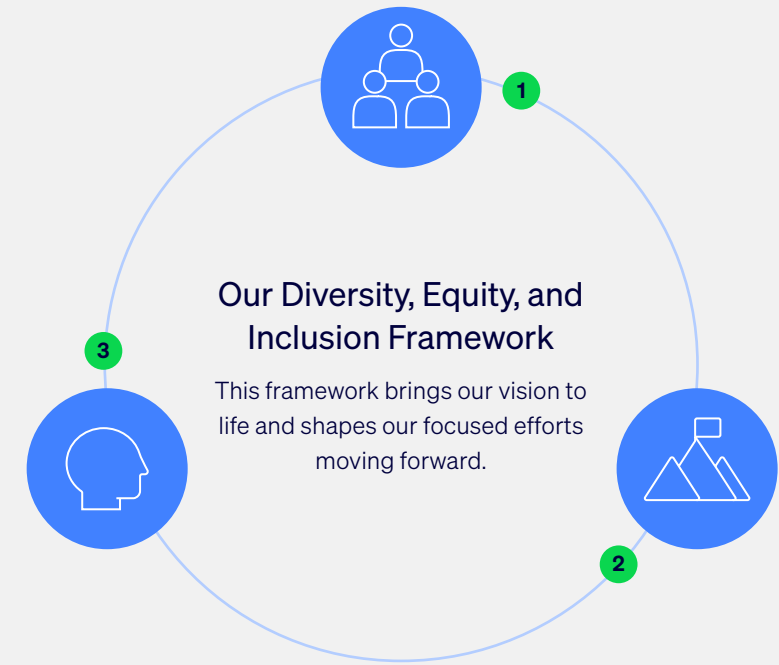 1
Our Diversity, Equity, and
Inclusion Framework
3
This framework brings our vision to
life and shapes our focused efforts
moving forward.
2